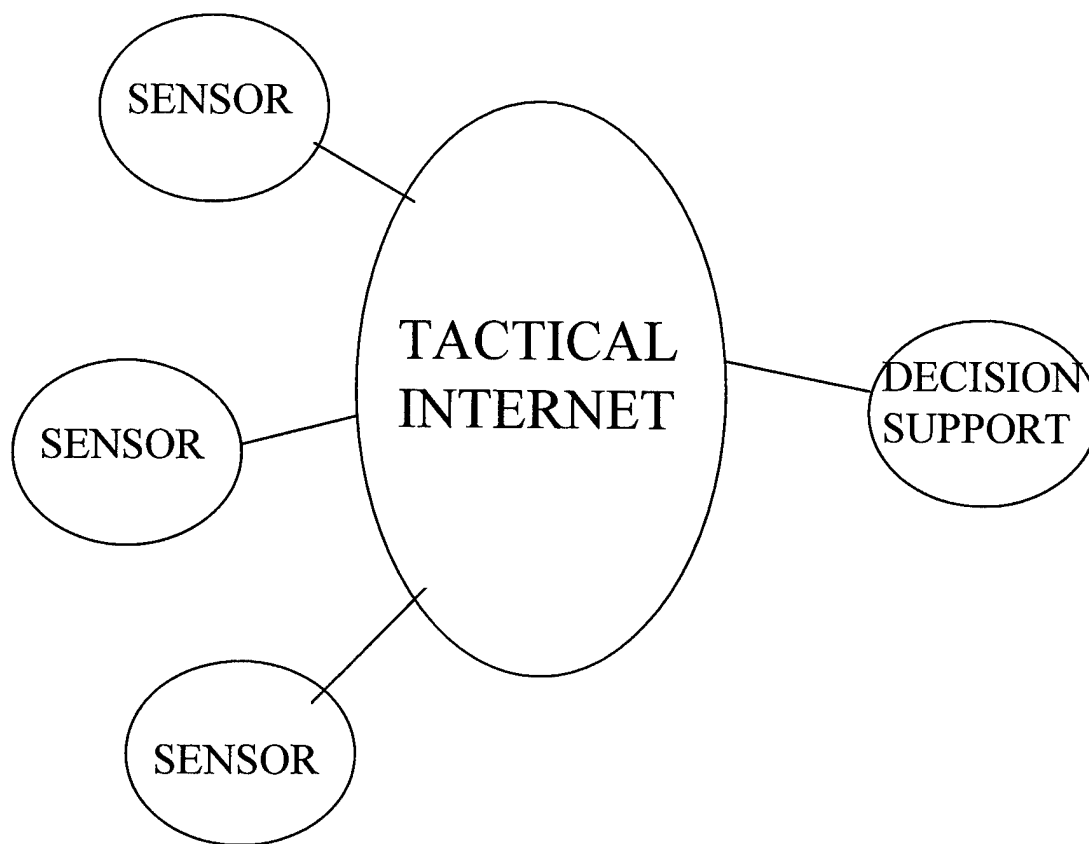 SENSOR
TACTICAL
INTERNET
DECISION
SUPPORT
SENSOR
SENSOR